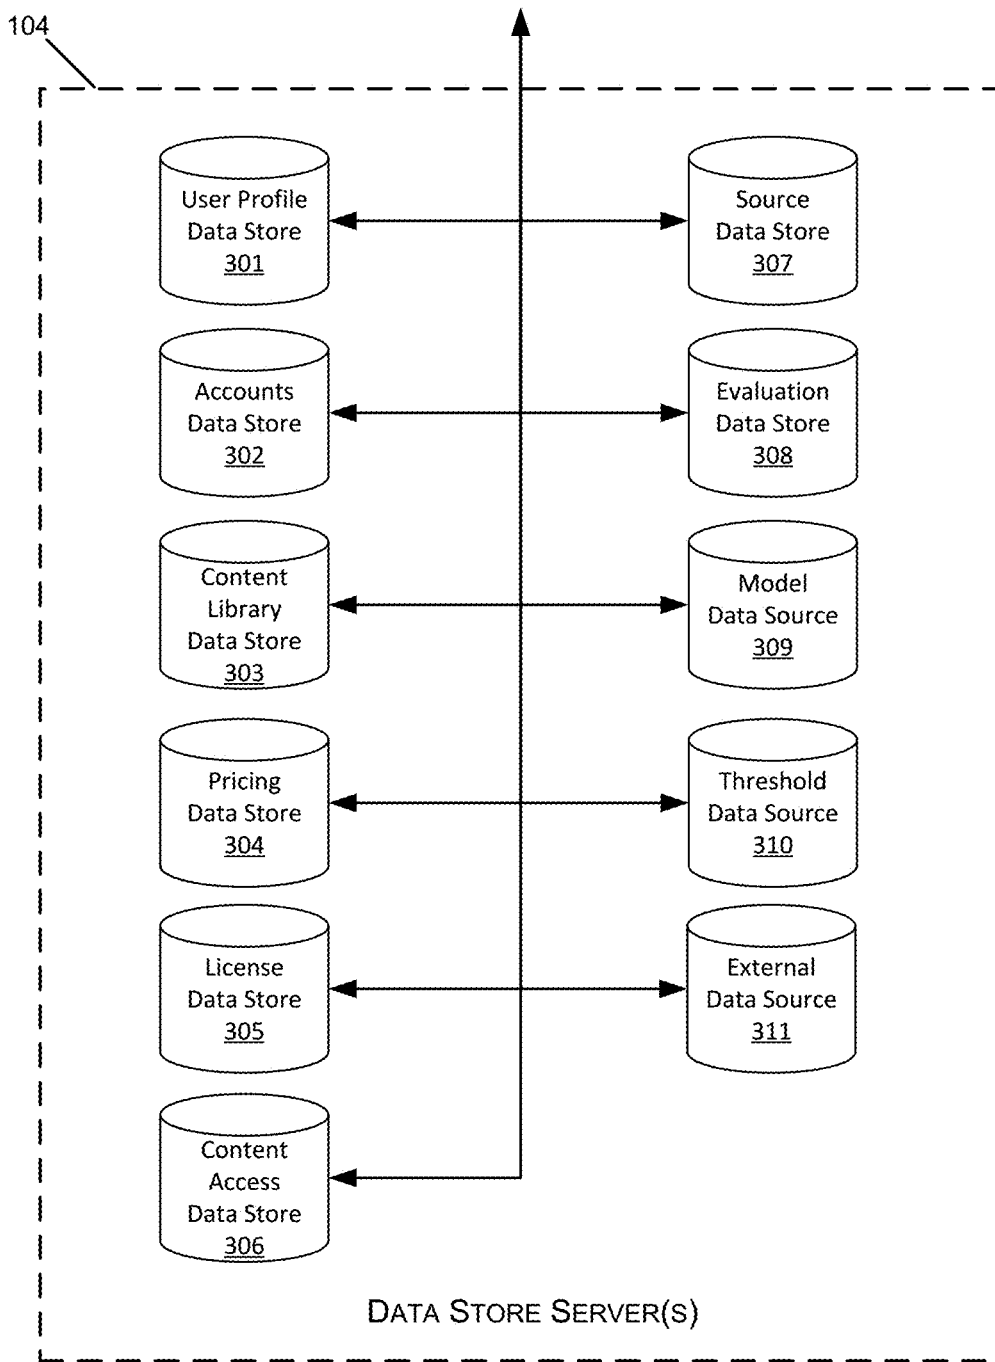 104
User Profile
Data Store
301
Source
Data Store
307
Accounts
Data Store
302
Evaluation
Data Store
308
Content
Library
Data Store
303
Model
Data Source
309
Pricing
Data Store
304
Threshold
Data Source
310
License
Data Store
305
External
Data Source
311
Content
Access
Data Store
306
DATA STORE SERVER(S)